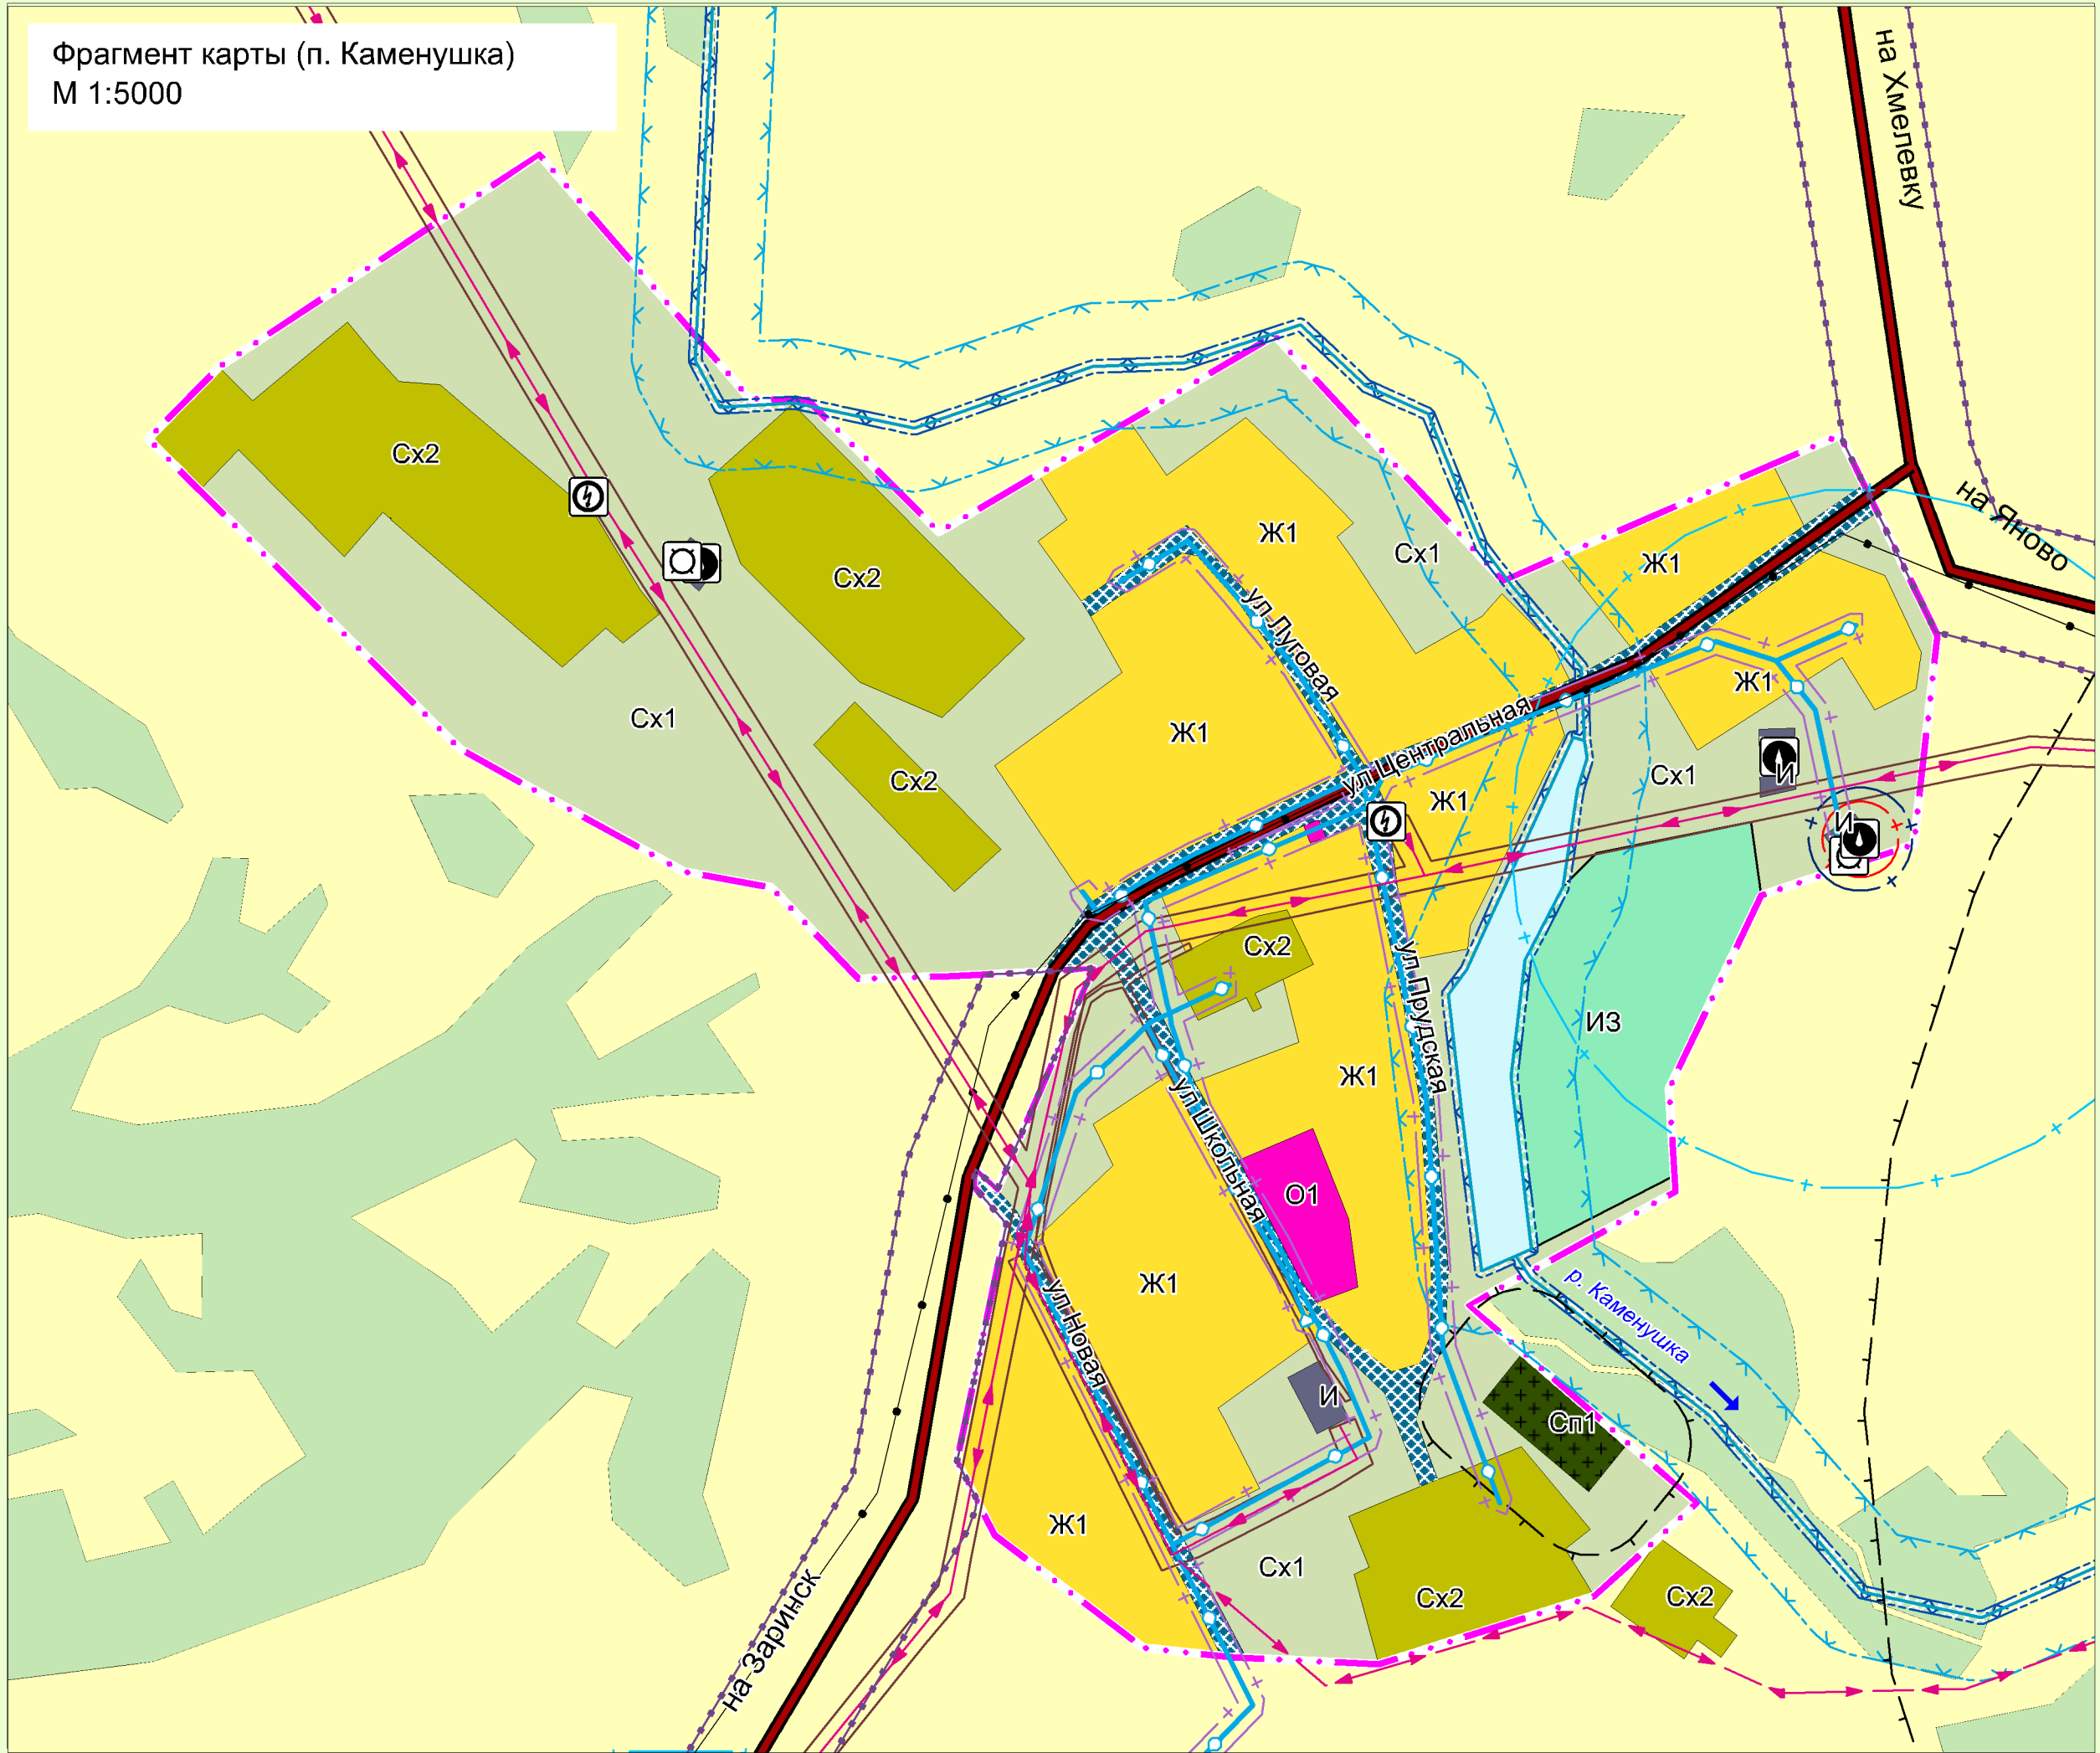 Фрагмент карты (п. Каменушка)
М 1:5000
на Хмелевку
на Яново
Сх2
Ж1
Сх1
Ж1
Сх2
ул Луговая
Ж1
Сх1
Ж1
ул Центральная
Сх2
Ж1
Сх1
И
И
Сх2
ул Прудская
ИЗ
Ж1
ул Школьная
О1
Ж1
ул Новая
р. Каменушка
И
Сп1
Ж1
Сх1
Сх2
Сх2
на Заринск